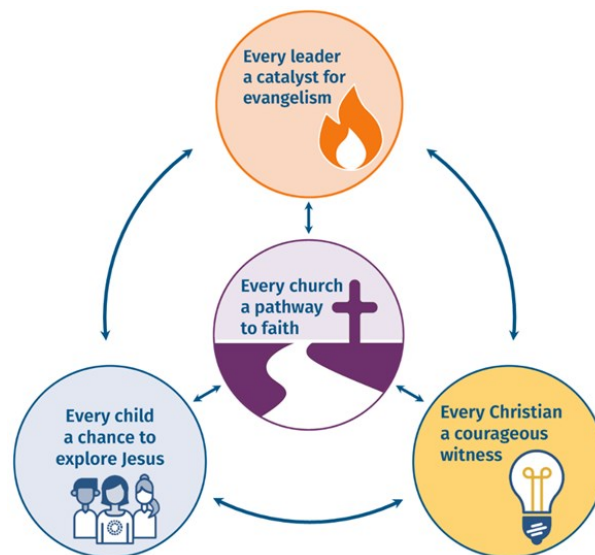 Every leader
a catalyst for
evangelism
Every church
a pathway
to faith
Every child
a chance to
explore Jesus
Every Christian
a courageous
witness